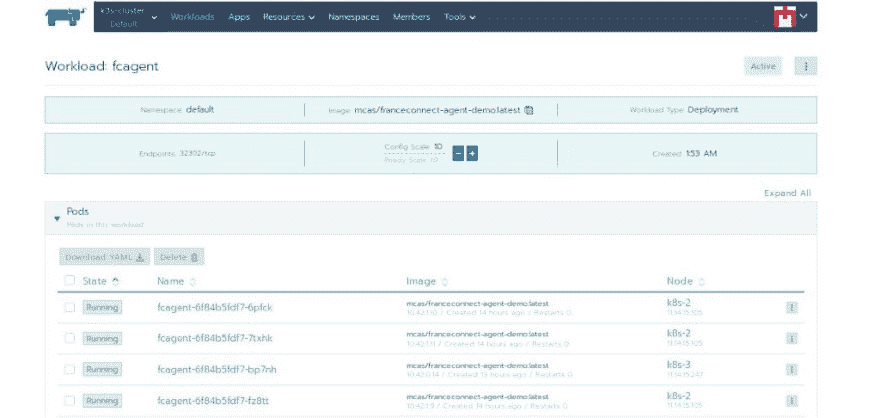 k3s-cluster
Default
Workloads Apps Resources Namespaces Members Tools
Workload: fcagent
Active
Namespace: default
Image: mcas/franceconnect-agent-demo:latest
Workload Type: Deployment
Endpoints: 32302/tcp
Config Scale: 10
Ready Scale: 10
Created: 1:53 AM
Expand All
Pods
Pods in this workload
Download YAML Delete
State Name Image Node
Running fcagent-6f84b5fdf7-6pfck mcas/franceconnect-agent-demo:latest k8s-2
10.42.1.10 / Created 14 hours ago / Restarts: 0
Running fcagent-6f84b5fdf7-7txhk mcas/franceconnect-agent-demo:latest k8s-2
10.42.1.11 / Created 14 hours ago / Restarts: 0
Running fcagent-6f84b5fdf7-bp7nh mcas/franceconnect-agent-demo:latest k8s-3
10.42.0.14 / Created 13 hours ago / Restarts: 0
Running fcagent-6f84b5fdf7-fz8tt mcas/franceconnect-agent-demo:latest k8s-2
10.42.1.9 / Created 14 hours ago / Restarts: 0